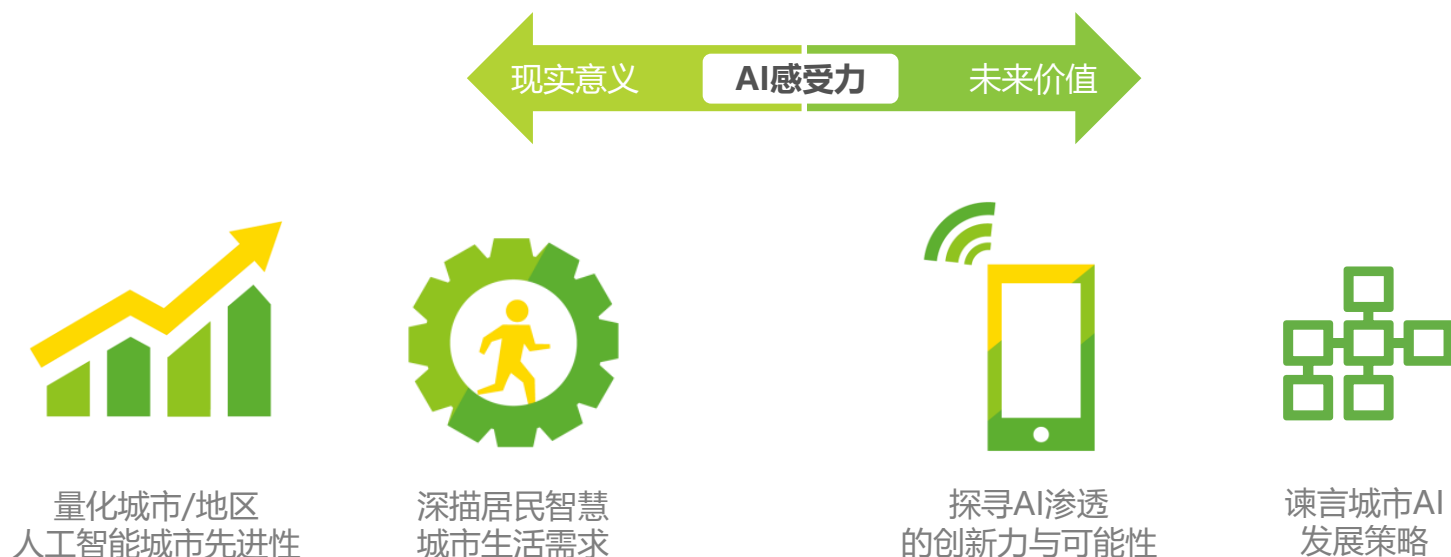 现实意义
AI感受力
未来价值
量化城市/地区
人工智能城市先进性
深描居民智慧
城市生活需求
探寻AI渗透
的创新力与可能性
谏言城市AI
发展策略